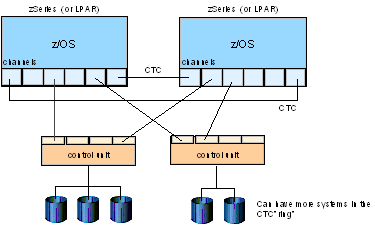 zSeries (or LPAR)
zSeries (or LPAR)
z/OS
z/OS
channels
channels
CTC
CTC
control unit
control unit
Can have more systems in the
CTC "ring"